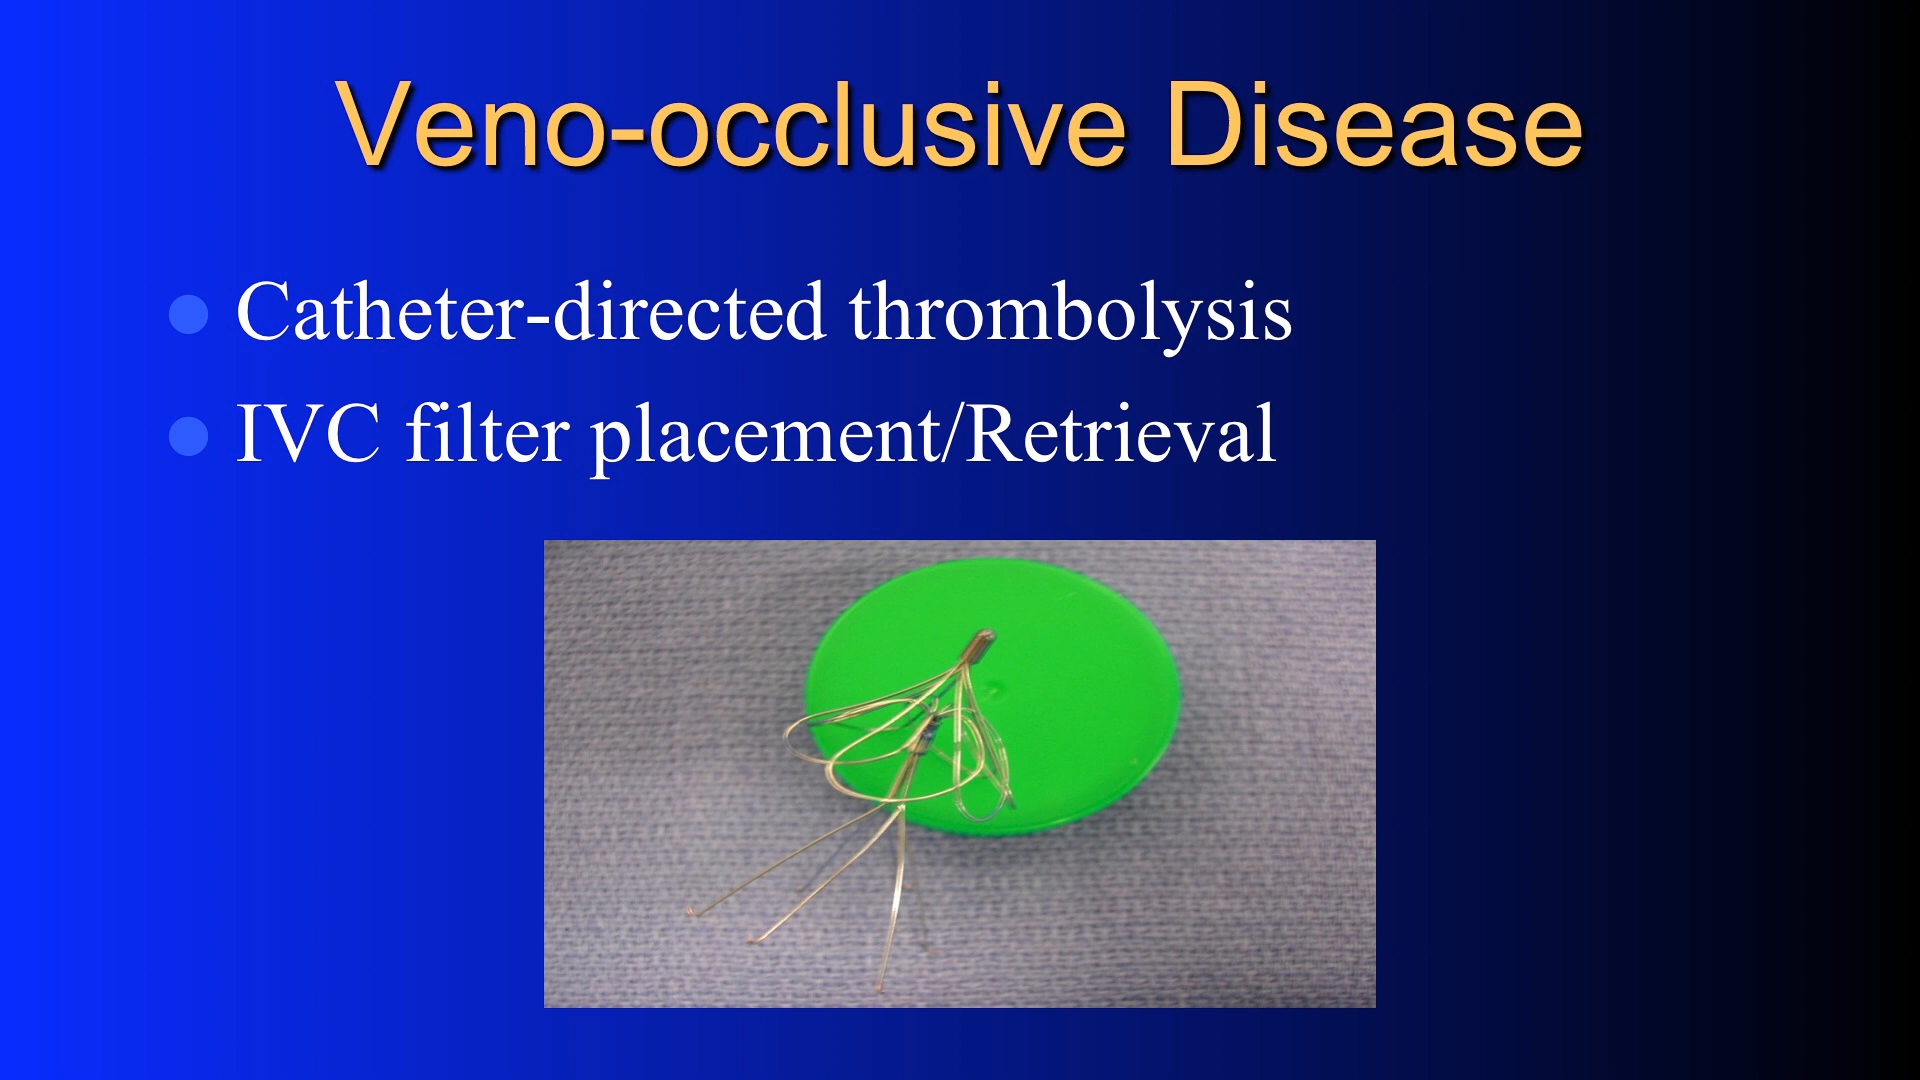 Veno-occlusive Disease
Catheter-directed thrombolysis
IVC filter placement/Retrieval